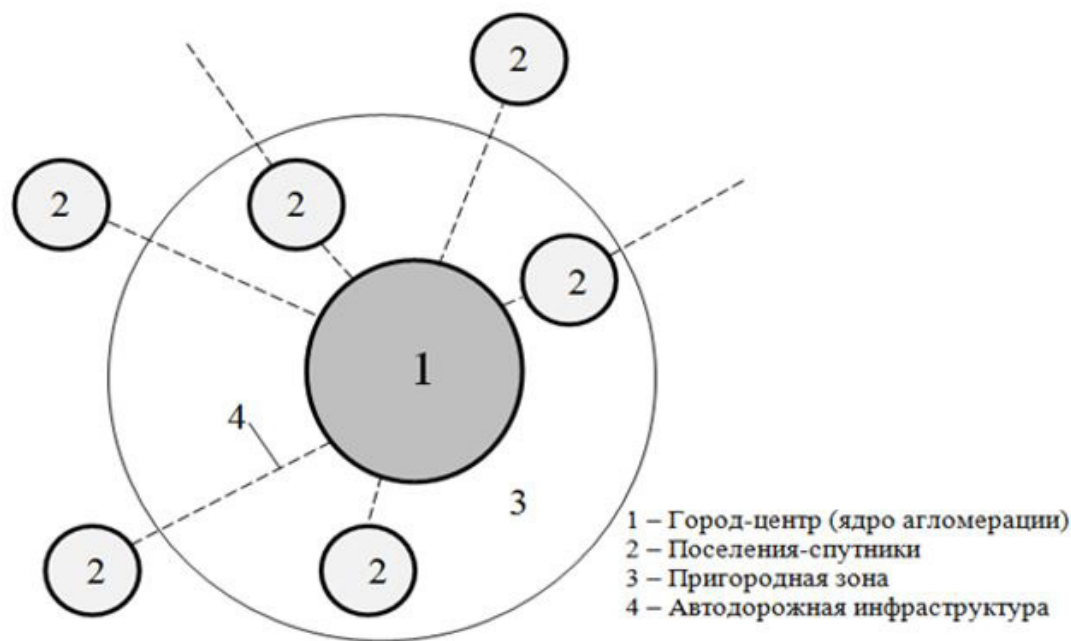 2
2
2
2
1
4
3
2
2
1 – Город-центр (ядро агломерации)
2 – Поселения-спутники
3 – Пригородная зона
4 – Автодорожная инфраструктура